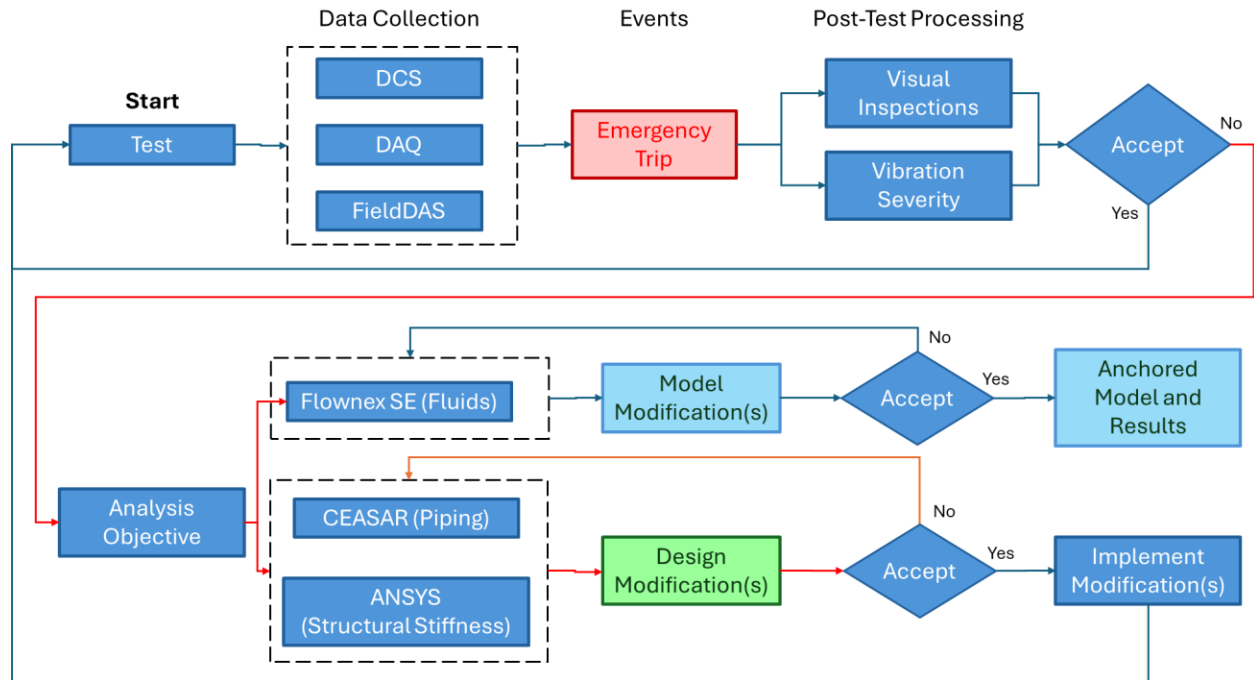 Data Collection
Events
Post-Test Processing
Start
Test
DCS
DAQ
FieldDAS
Emergency
Trip
Visual
Inspections
Vibration
Severity
Accept
No
Yes
Flownex SE (Fluids)
Model
Modification(s)
Accept
No
Yes
Anchored
Model and
Results
Analysis
Objective
CEASAR (Piping)
ANSYS
(Structural Stiffness)
Design
Modification(s)
Accept
No
Yes
Implement
Modification(s)